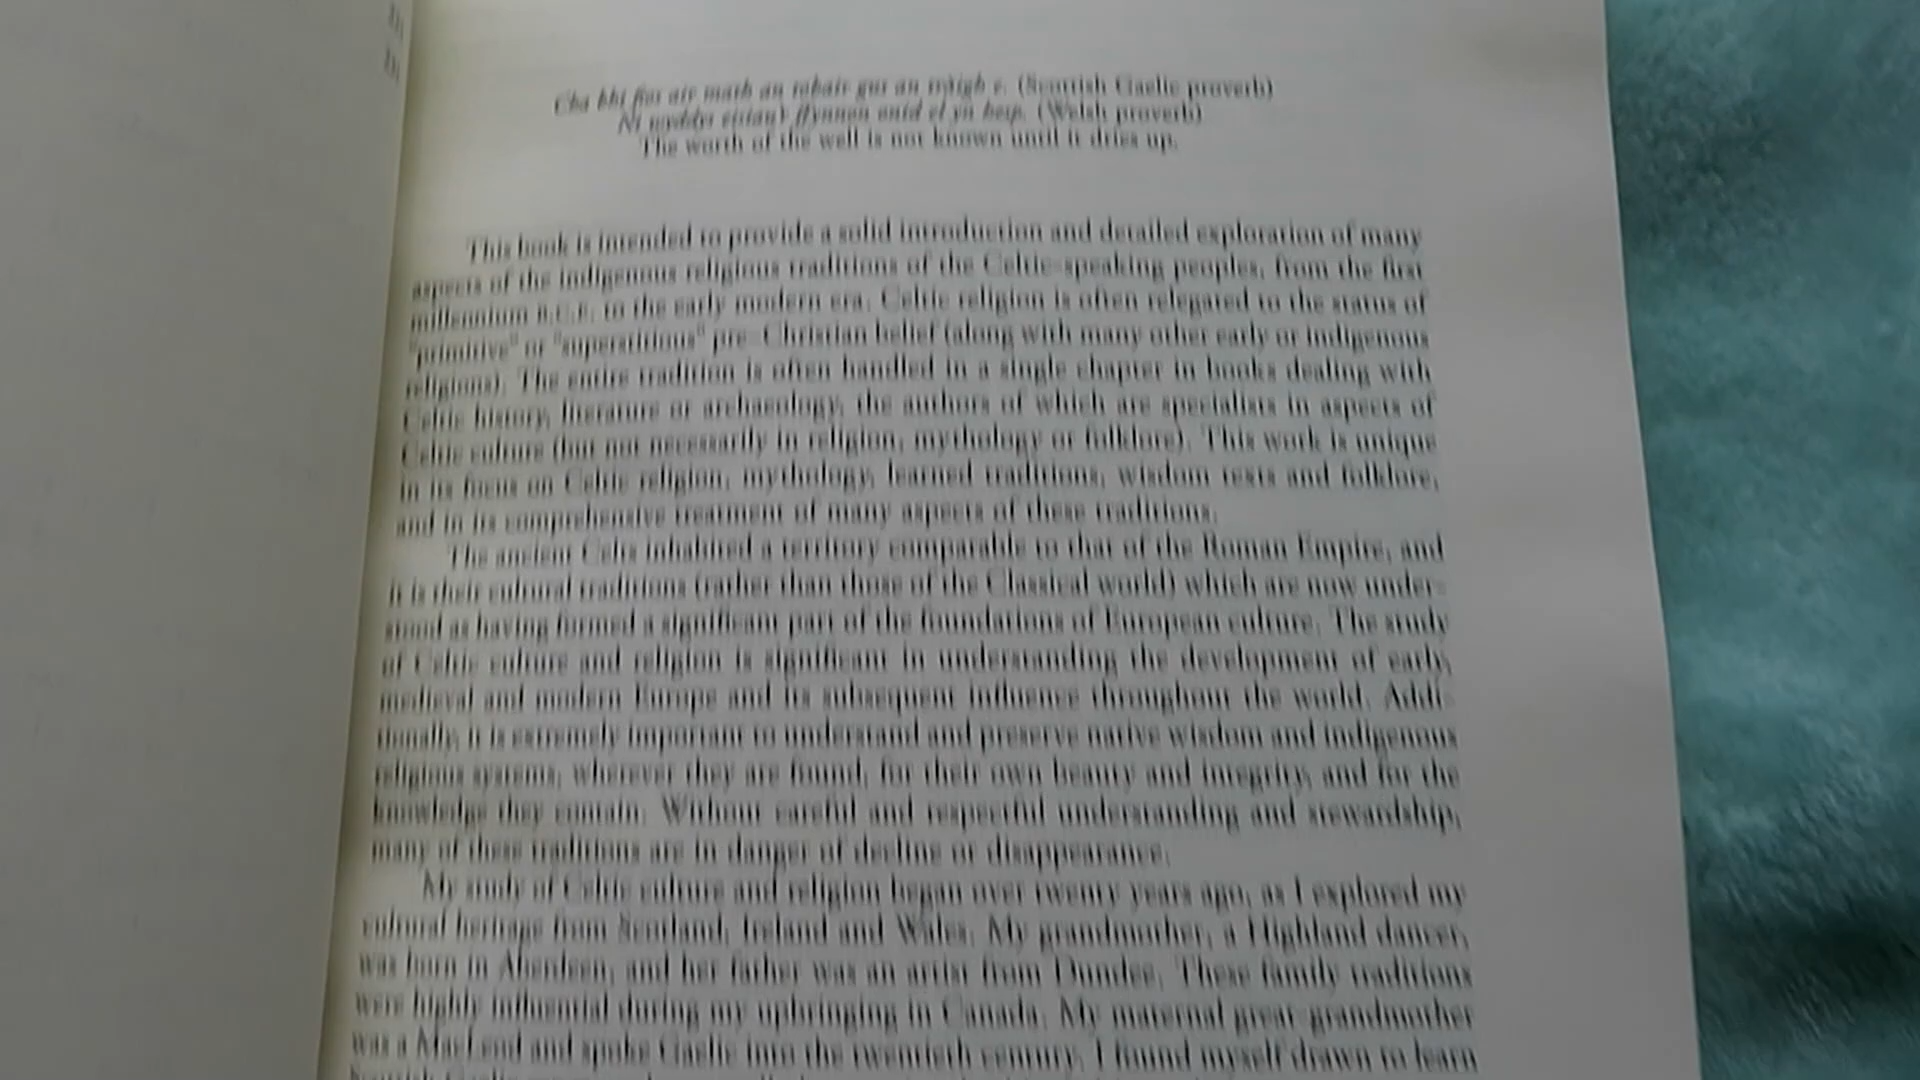 Cha bhi fios air math an tobair gus an tràigh e. (Scottish Gaelic proverb)
Ni wyddys eisiau'r ffynnon onid el yn hesp. (Welsh proverb)
The worth of the well is not known until it dries up.
This book is intended to provide a solid introduction and detailed exploration of many
aspects of the indigenous religious traditions of the Celtic-speaking peoples, from the first
millennium B.C.E. to the early modern era. Celtic religion is often relegated to the status of
"primitive" or "superstitious" pre-Christian belief (along with many other early or indigenous
religions). The entire tradition is often handled in a single chapter in books dealing with
Celtic history, literature or archaeology, the authors of which are specialists in aspects of
Celtic culture (but not necessarily in religion, mythology or folklore). This work is unique
in its focus on Celtic religion, mythology, learned traditions, wisdom texts and folklore,
and in its comprehensive treatment of many aspects of these traditions.
The ancient Celts inhabited a territory comparable to that of the Roman Empire, and
it is their cultural traditions (rather than those of the Classical world) which are now under-
stood as having formed a significant part of the foundations of European culture. The study
of Celtic culture and religion is significant in understanding the development of early,
medieval and modern Europe and its subsequent influence throughout the world. Addi-
tionally, it is extremely important to understand and preserve native wisdom and indigenous
religious systems, wherever they are found, for their own beauty and integrity, and for the
knowledge they contain. Without careful and respectful understanding and stewardship,
many of these traditions are in danger of decline or disappearance.
My study of Celtic culture and religion began over twenty years ago, as I explored my
cultural heritage from Scotland, Ireland and Wales. My grandmother, a Highland dancer,
was born in Aberdeen, and her father was an artist from Dundee. These family traditions
were highly influential during my upbringing in Canada. My maternal great-grandmother
was a MacLeod and spoke Gaelic into the twentieth century. I found myself drawn to learn